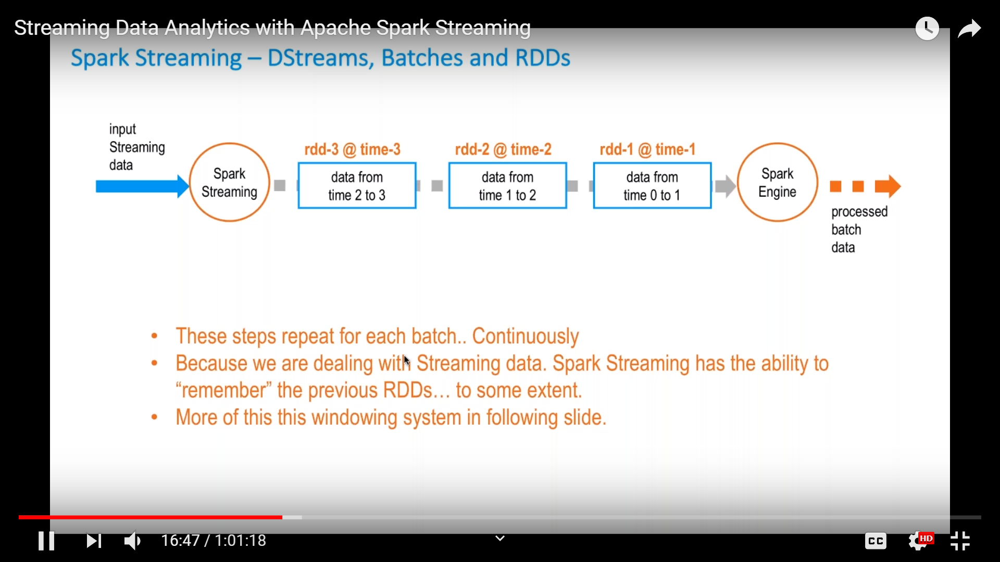 Streaming Data Analytics with Apache Spark Streaming
Spark Streaming – DStreams, Batches and RDDs
input
Streaming
data
Spark
Streaming
rdd-3 @ time-3
data from
time 2 to 3
rdd-2 @ time-2
data from
time 1 to 2
rdd-1 @ time-1
data from
time 0 to 1
Spark
Engine
processed
batch
data
• These steps repeat for each batch.. Continuously
• Because we are dealing with Streaming data. Spark Streaming has the ability to
“remember” the previous RDDs… to some extent.
• More of this this windowing system in following slide.
16:47 / 1:01:18
CC
HD